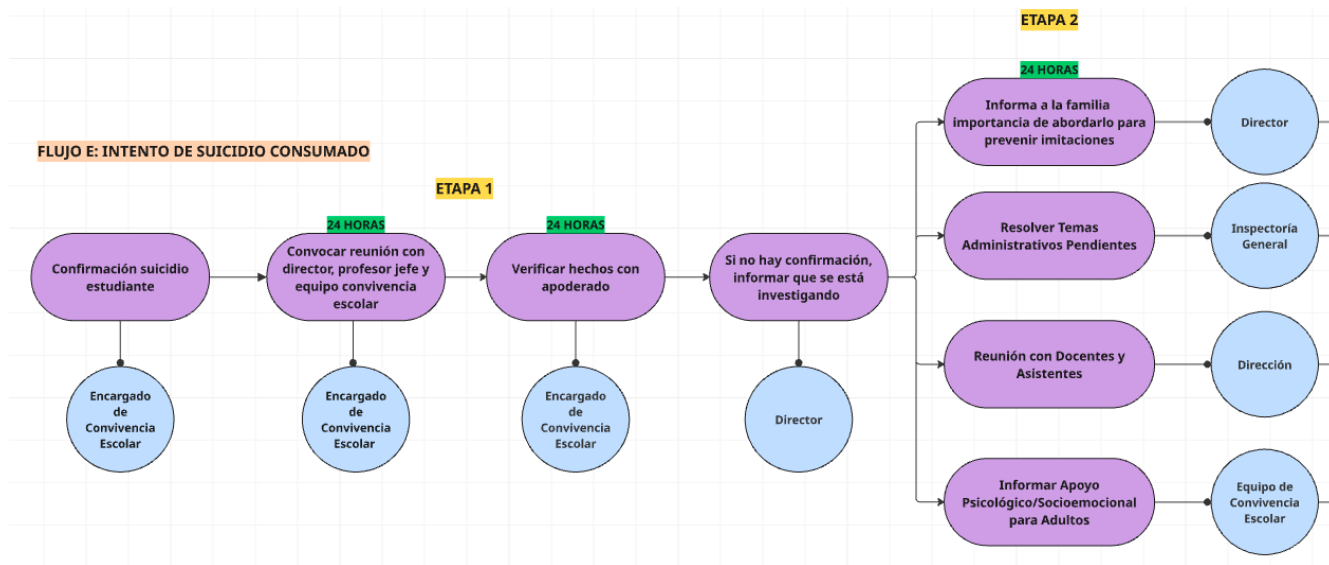 ETAPA 2
24 HORAS
Informa a la familia
importancia de abordarlo para
prevenir imitaciones
Director
FLUJO E: INTENTO DE SUICIDIO CONSUMADO
ETAPA 1
24 HORAS
24 HORAS
Confirmación suicidio
estudiante
Convocar reunión con
director, profesor jefe y
equipo convivencia
escolar
Verificar hechos con
apoderado
Si no hay confirmación,
informar que se está
investigando
Resolver Temas
Administrativos Pendientes
Inspectoría
General
Reunión con Docentes y
Asistentes
Dirección
Encargado
de
Convivencia
Escolar
Encargado
de
Convivencia
Escolar
Encargado
de
Convivencia
Escolar
Director
Informar Apoyo
Psicológico/Socioemocional
para Adultos
Equipo de
Convivencia
Escolar